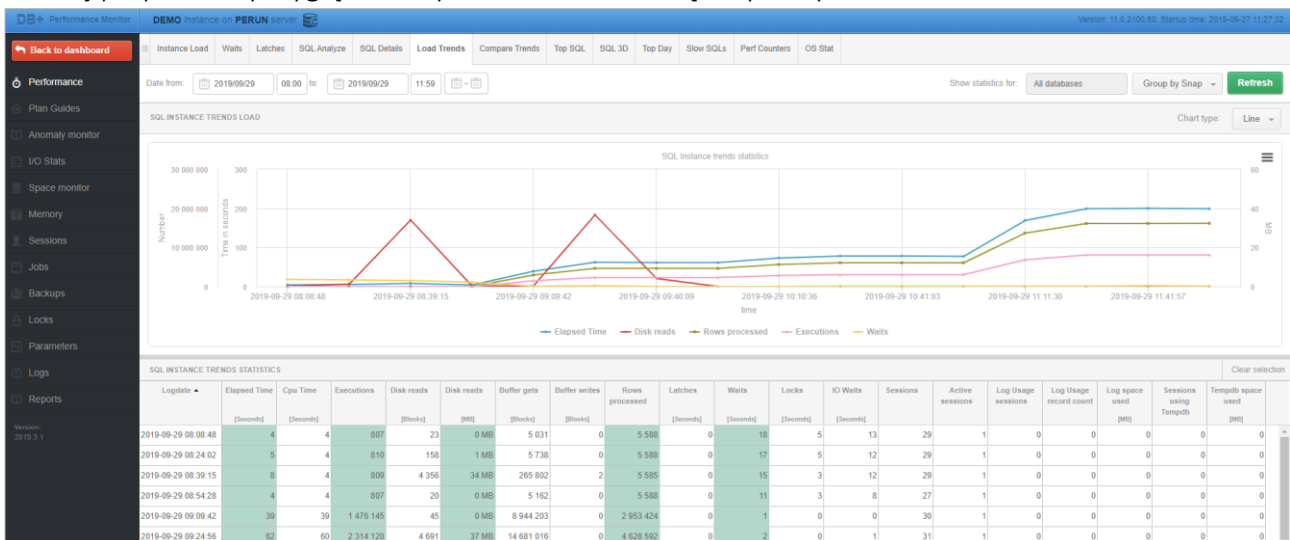 DB+ Performance Monitor
DEMO Instance on PERUN server
Version: 11.0.2100.60 Startup time: 2019-09-27 11:27:32
Back to dashboard
Instance Load Waits Latches SQL Analyze SQL Details Load Trends Compare Trends Top SQL SQL 3D Top Day Slow SQLs Perf Counters OS Stat
Performance
Plan Guides
Anomaly monitor
I/O Stats
Space monitor
Memory
Sessions
Jobs
Backups
Locks
Parameters
Logs
Reports
Version:
2019.3.1
Date from: 2019/09/29 08:00 to: 2019/09/29 11:59 - Show statistics for: All databases Group by Snap Refresh
SQL INSTANCE TRENDS LOAD Chart type: Line
SQL Instance trends statistics
30 000 000 300 60
20 000 000 200 40
10 000 000 100 20
0 0 0
Number
Time in seconds
MB
2019-09-29 08:08:48 2019-09-29 08:39:15 2019-09-29 09:09:42 2019-09-29 09:40:09 2019-09-29 10:10:36 2019-09-29 10:41:03 2019-09-29 11:11:30 2019-09-29 11:41:57
time
Elapsed Time Disk reads Rows processed Executions Waits
SQL INSTANCE TRENDS STATISTICS Clear selection
Logdate Elapsed Time Cpu Time Executions Disk reads Disk reads Buffer gets Buffer writes Rows processed Latches Waits Locks IO Waits Sessions Active sessions Log Usage sessions Log Usage record count Log space used Sessions using Tempdb Tempdb space used
[Seconds] [Seconds] [Blocks] [MB] [Blocks] [Blocks] [Seconds] [Seconds] [Seconds] [Seconds] [MB] [MB]
2019-09-29 08:08:48 4 4 807 23 0 MB 5 031 0 5 588 0 18 5 13 29 1 0 0 0 0 0
2019-09-29 08:24:02 5 4 810 158 1 MB 5 738 0 5 588 0 17 5 12 29 1 0 0 0 0 0
2019-09-29 08:39:15 8 4 809 4 356 34 MB 265 802 2 5 585 0 15 3 12 29 1 0 0 0 0 0
2019-09-29 08:54:28 4 4 807 20 0 MB 5 162 0 5 588 0 11 3 8 27 1 0 0 0 0 0
2019-09-29 09:09:42 39 39 1 476 145 45 0 MB 8 944 203 0 2 953 424 0 1 0 0 30 1 0 0 0 0 0
2019-09-29 09:24:56 62 60 2 314 120 4 691 37 MB 14 681 016 0 4 628 592 0 2 0 1 31 1 0 0 0 0 0